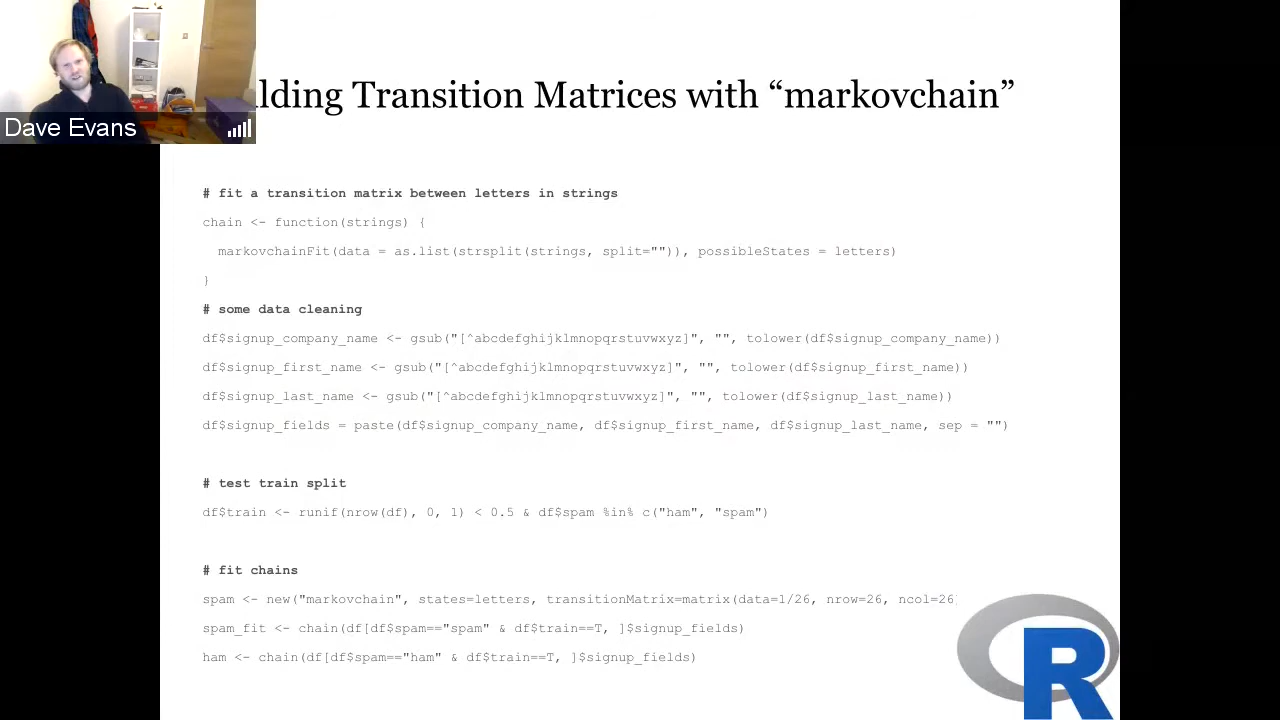 Dave Evans
lding Transition Matrices with “markovchain”
# fit a transition matrix between letters in strings
chain <- function(strings) {
markovchainFit(data = as.list(strsplit(strings, split="")), possibleStates = letters)
}
# some data cleaning
df$signup_company_name <- gsub("[^abcdefghijklmnopqrstuvwxyz]", "", tolower(df$signup_company_name))
df$signup_first_name <- gsub("[^abcdefghijklmnopqrstuvwxyz]", "", tolower(df$signup_first_name))
df$signup_last_name <- gsub("[^abcdefghijklmnopqrstuvwxyz]", "", tolower(df$signup_last_name))
df$signup_fields = paste(df$signup_company_name, df$signup_first_name, df$signup_last_name, sep = "")
# test train split
df$train <- runif(nrow(df), 0, 1) < 0.5 & df$spam %in% c("ham", "spam")
# fit chains
spam <- new("markovchain", states=letters, transitionMatrix=matrix(data=1/26, nrow=26, ncol=26
spam_fit <- chain(df[df$spam=="spam" & df$train==T, ]$signup_fields)
ham <- chain(df[df$spam=="ham" & df$train==T, ]$signup_fields)
R